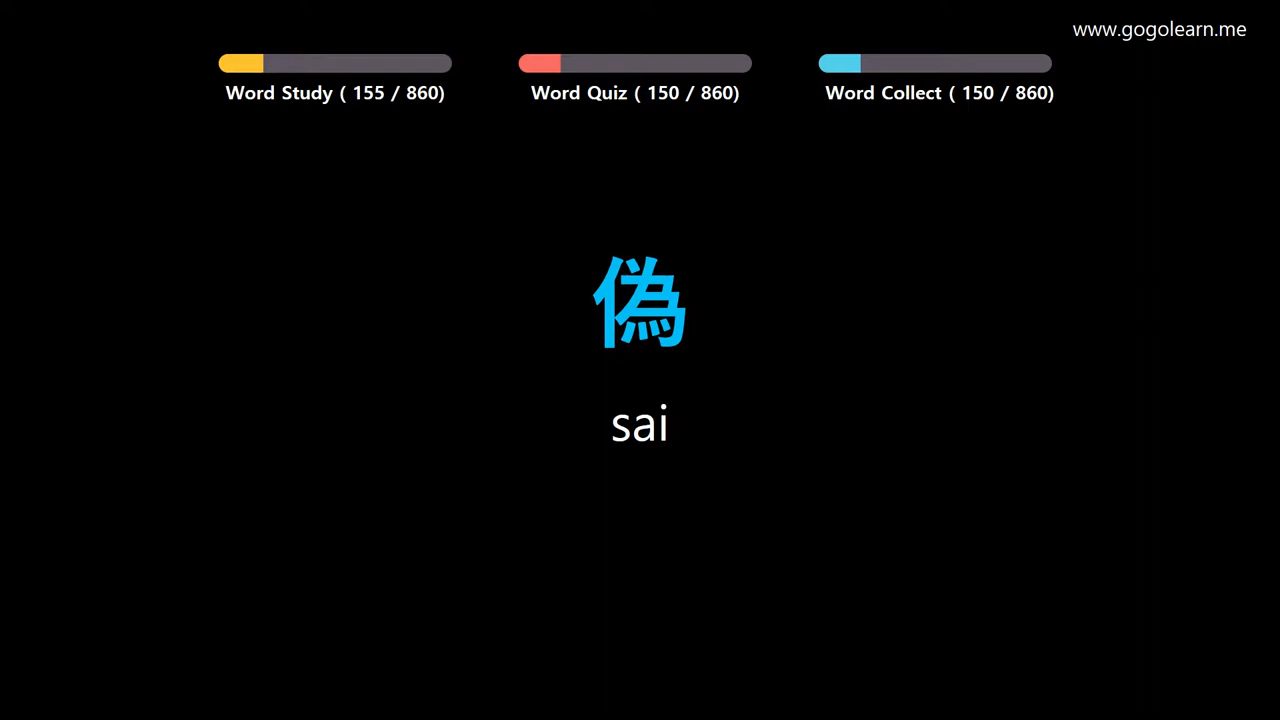 www.gogolearn.me
Word Study ( 155 / 860)
Word Quiz ( 150 / 860)
Word Collect ( 150 / 860)
偽
sai